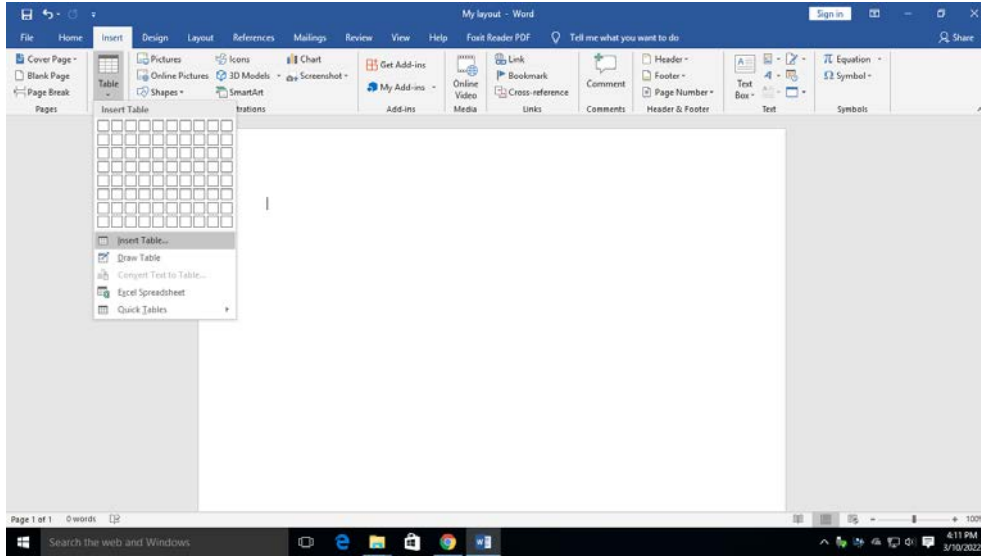 My layout - Word
Sign in
File Home Insert Design Layout References Mailings Review View Help Foxit Reader PDF Tell me what you want to do Share
Cover Page
Blank Page
Page Break
Pages
Table
Pictures
Online Pictures
Shapes
Icons
3D Models
SmartArt
Chart
Screenshot
trations
Get Add-ins
My Add-ins
Add-ins
Online
Video
Media
Link
Bookmark
Cross-reference
Links
Comment
Comments
Header
Footer
Page Number
Header & Footer
Text
Box
Text
π Equation
Ω Symbol
Symbols
Insert Table
Insert Table...
Draw Table
Convert Text to Table...
Excel Spreadsheet
Quick Tables
Page 1 of 1 0 words
100%
Search the web and Windows
4:11 PM
3/10/2022